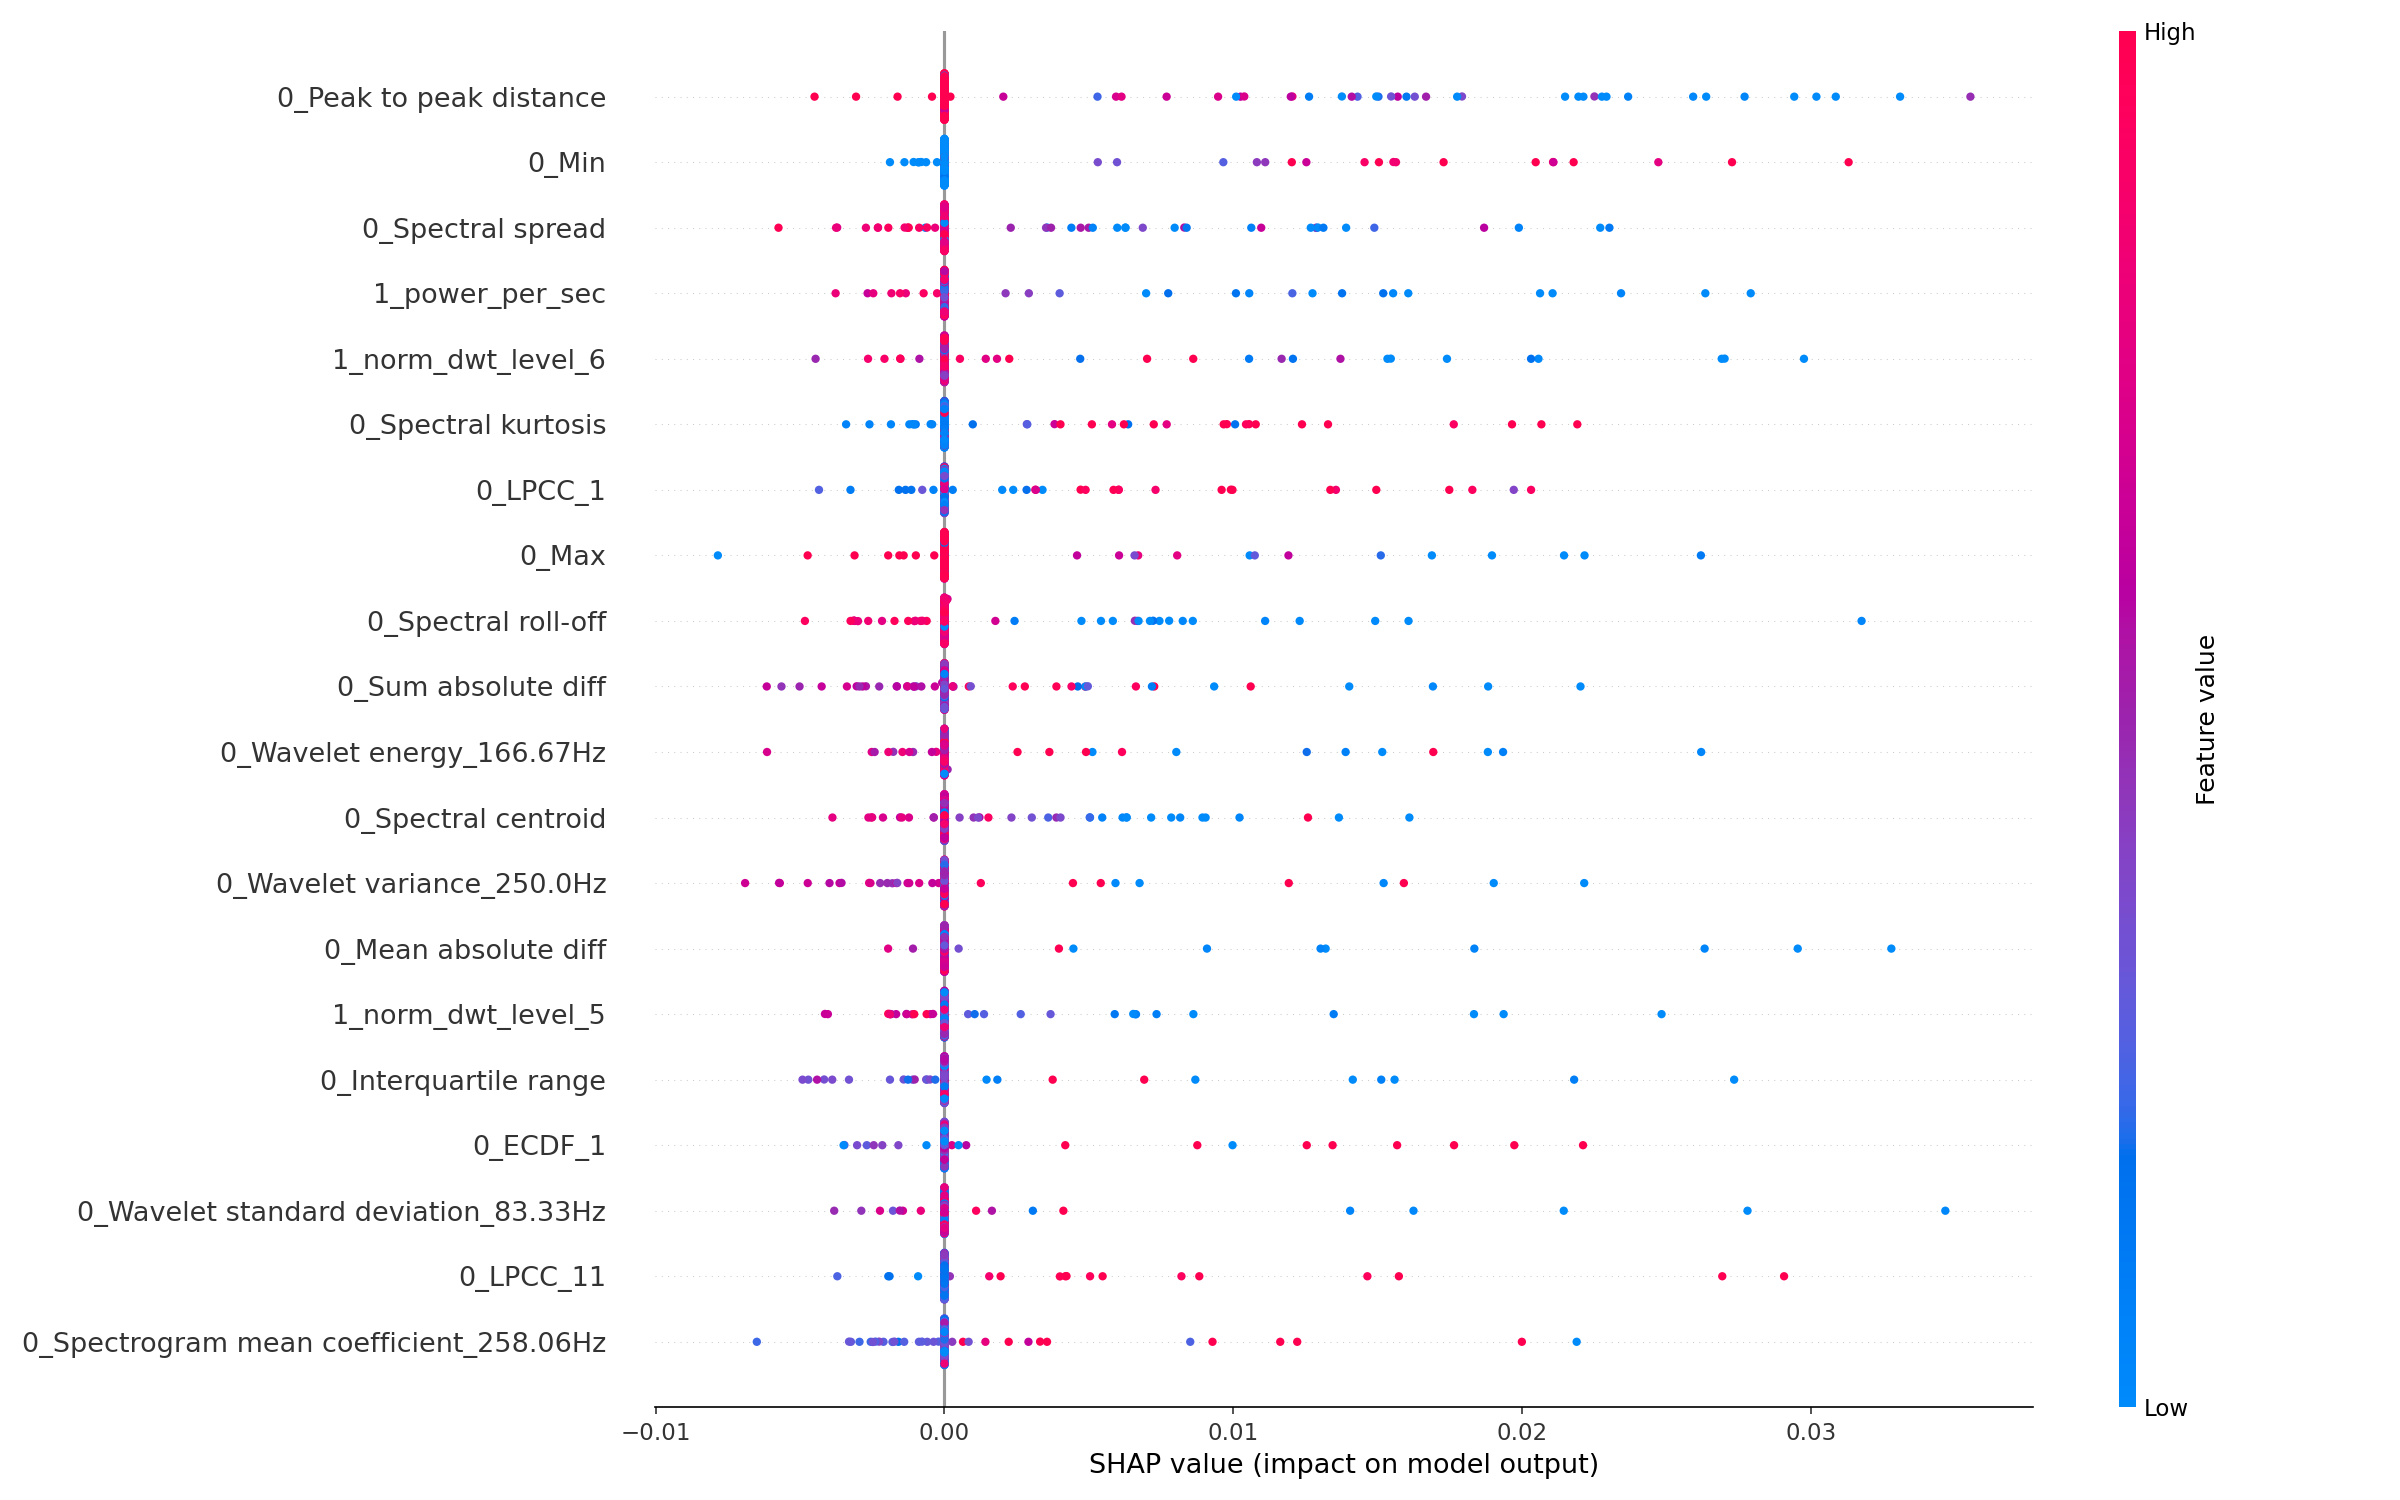 High
0_Peak to peak distance
0_Min
0_Spectral spread
1_power_per_sec
1_norm_dwt_level_6
0_Spectral kurtosis
0_LPCC_1
0_Max
0_Spectral roll-off
0_Sum absolute diff
0_Wavelet energy_166.67Hz
0_Spectral centroid
0_Wavelet variance_250.0Hz
0_Mean absolute diff
1_norm_dwt_level_5
0_Interquartile range
0_ECDF_1
0_Wavelet standard deviation_83.33Hz
0_LPCC_11
0_Spectrogram mean coefficient_258.06Hz
Feature value
Low
−0.01 0.00 0.01 0.02 0.03
SHAP value (impact on model output)